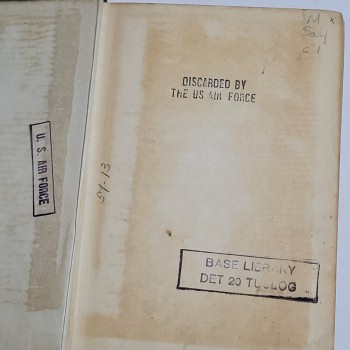 U. S. AIR FORCE
DISCARDED BY
THE US AIR FORCE
M
Say
c 1
57-13
BASE LIBRARY
DET 20 TUSLOG